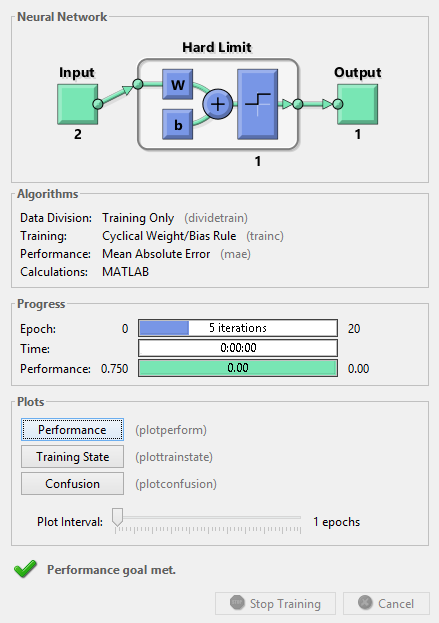 Neural Network
Hard Limit
Input
Output
W
b
+
2
1
1
Algorithms
Data Division: Training Only (dividetrain)
Training: Cyclical Weight/Bias Rule (trainc)
Performance: Mean Absolute Error (mae)
Calculations: MATLAB
Progress
Epoch: 0 5 iterations 20
Time: 0:00:00
Performance: 0.750 0.00 0.00
Plots
Performance (plotperform)
Training State (plottrainstate)
Confusion (plotconfusion)
Plot Interval: 1 epochs
Performance goal met.
Stop Training Cancel